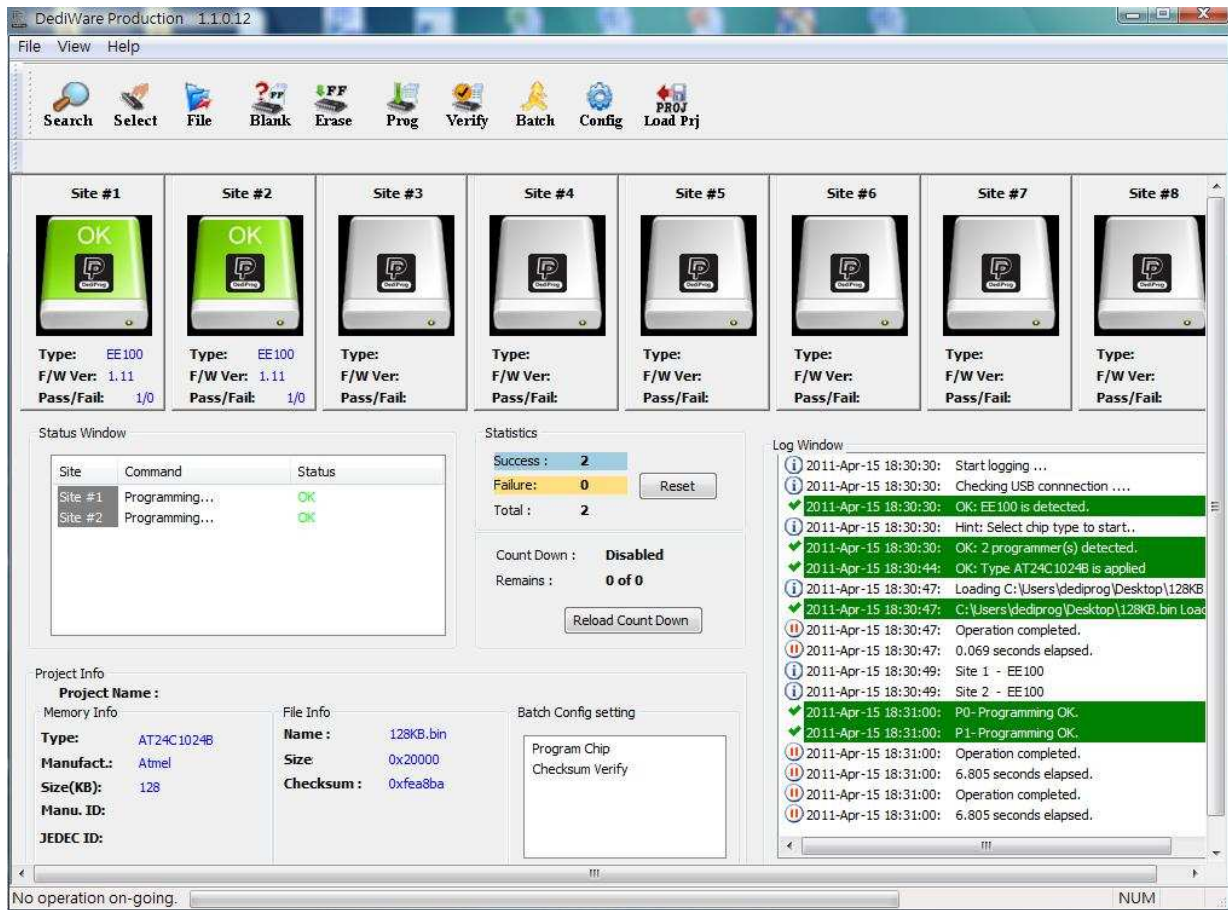 DediWare Production 1.1.0.12
File View Help
Search Select File Blank Erase Prog Verify Batch Config Load Prj
? FF
FF
PROJ
Site #1 Site #2 Site #3 Site #4 Site #5 Site #6 Site #7 Site #8
OK OK
DediProg DediProg DediProg DediProg DediProg DediProg DediProg DediProg
Type: EE100 Type: EE100 Type: Type: Type: Type: Type: Type:
F/W Ver: 1.11 F/W Ver: 1.11 F/W Ver: F/W Ver: F/W Ver: F/W Ver: F/W Ver: F/W Ver:
Pass/Fail: 1/0 Pass/Fail: 1/0 Pass/Fail: Pass/Fail: Pass/Fail: Pass/Fail: Pass/Fail: Pass/Fail:
Status Window
Site Command Status
Site #1 Programming... OK
Site #2 Programming... OK
Statistics
Success : 2
Failure: 0
Total : 2
Reset
Count Down : Disabled
Remains : 0 of 0
Reload Count Down
Log Window
2011-Apr-15 18:30:30: Start logging ...
2011-Apr-15 18:30:30: Checking USB connnection ....
2011-Apr-15 18:30:30: OK: EE100 is detected.
2011-Apr-15 18:30:30: Hint: Select chip type to start..
2011-Apr-15 18:30:30: OK: 2 programmer(s) detected.
2011-Apr-15 18:30:44: OK: Type AT24C1024B is applied
2011-Apr-15 18:30:47: Loading C:\Users\dediprog\Desktop\128KB
2011-Apr-15 18:30:47: C:\Users\dediprog\Desktop\128KB.bin Load
2011-Apr-15 18:30:47: Operation completed.
2011-Apr-15 18:30:47: 0.069 seconds elapsed.
2011-Apr-15 18:30:49: Site 1 - EE100
2011-Apr-15 18:30:49: Site 2 - EE100
2011-Apr-15 18:31:00: P0-Programming OK.
2011-Apr-15 18:31:00: P1-Programming OK.
2011-Apr-15 18:31:00: Operation completed.
2011-Apr-15 18:31:00: 6.805 seconds elapsed.
2011-Apr-15 18:31:00: Operation completed.
2011-Apr-15 18:31:00: 6.805 seconds elapsed.
Project Info
Project Name :
Memory Info
Type: AT24C1024B
Manufact.: Atmel
Size(KB): 128
Manu. ID:
JEDEC ID:
File Info
Name : 128KB.bin
Size 0x20000
Checksum : 0xfea8ba
Batch Config setting
Program Chip
Checksum Verify
No operation on-going. NUM